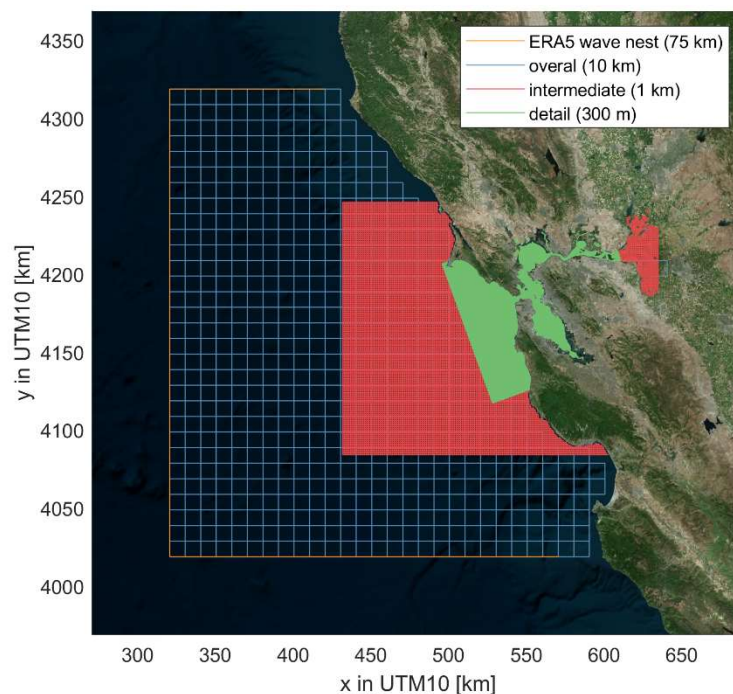 ERA5 wave nest (75 km)
overal (10 km)
intermediate (1 km)
detail (300 m)
y in UTM10 [km]
4350
4300
4250
4200
4150
4100
4050
4000
300 350 400 450 500 550 600 650
x in UTM10 [km]